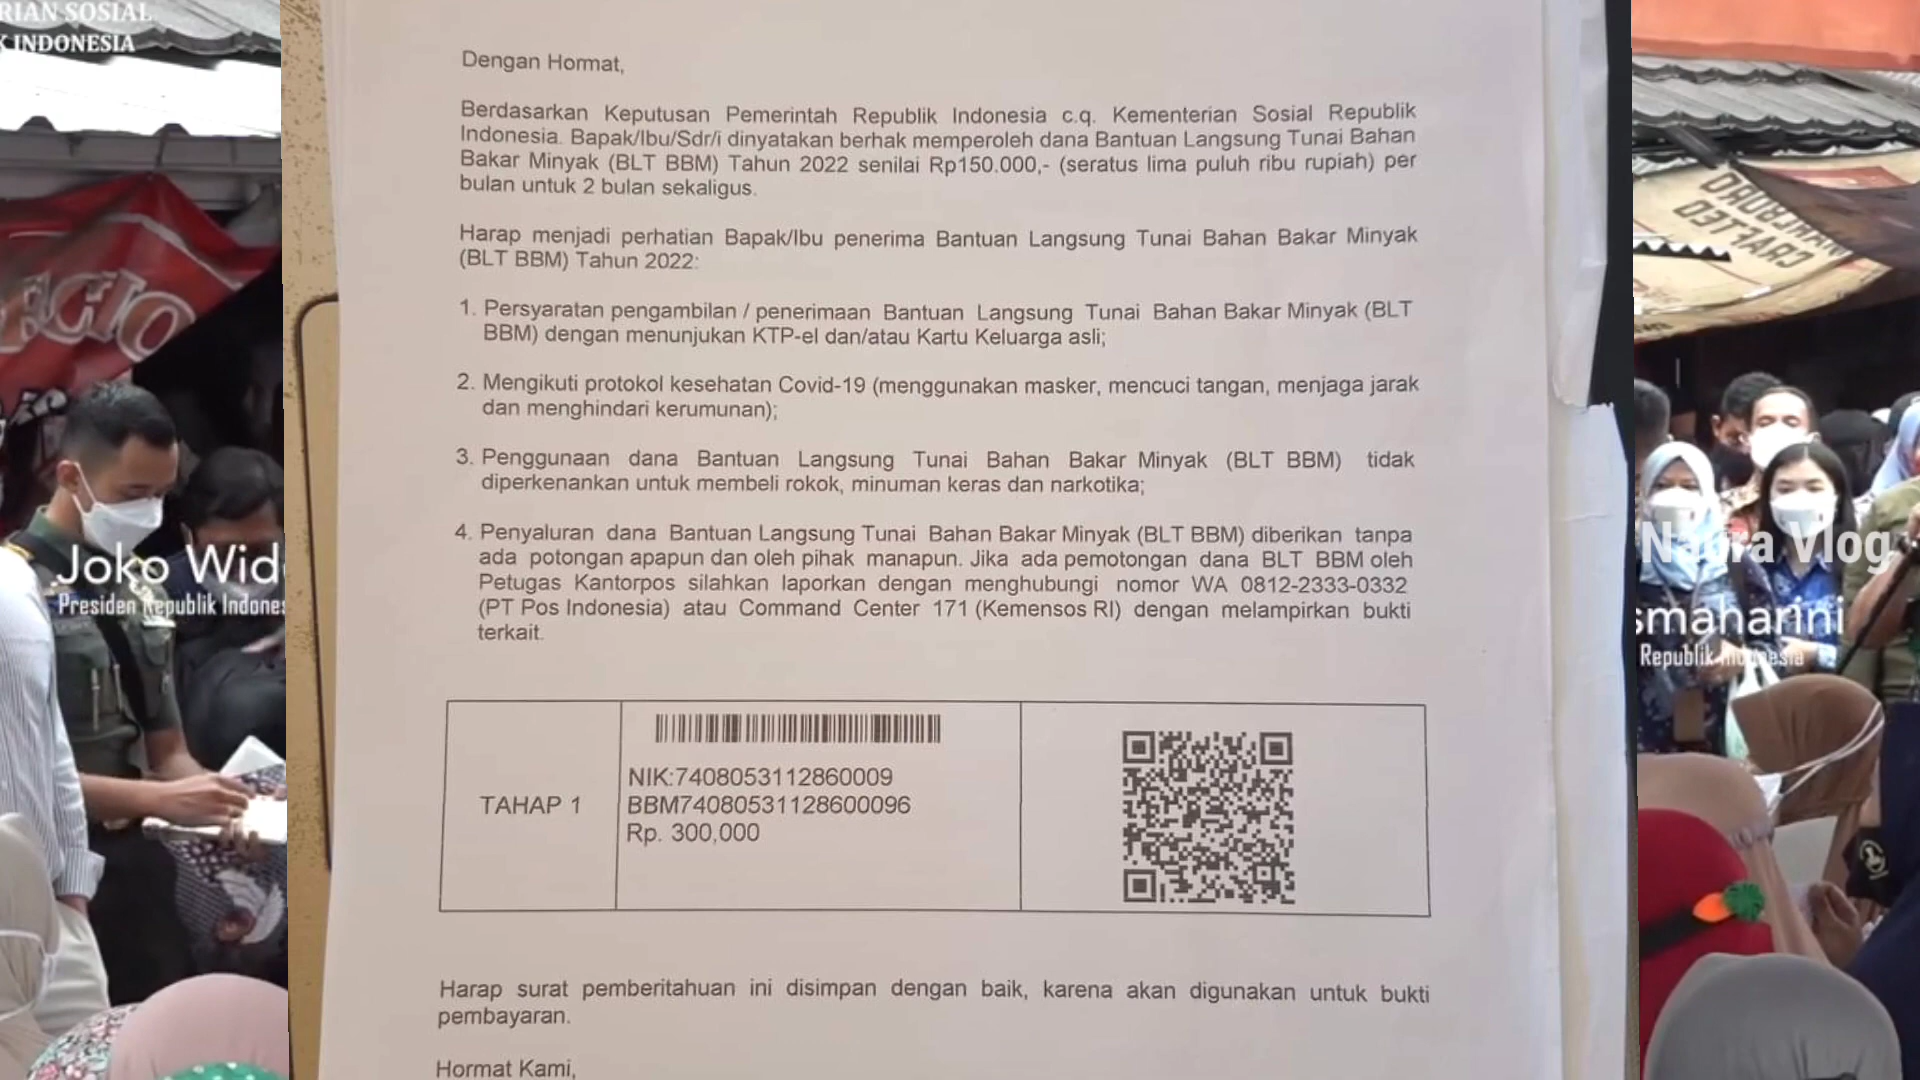 RIAN SOSIAL
K INDONESIA
Dengan Hormat,
Berdasarkan Keputusan Pemerintah Republik Indonesia c.q. Kementerian Sosial Republik
Indonesia. Bapak/Ibu/Sdr/i dinyatakan berhak memperoleh dana Bantuan Langsung Tunai Bahan
Bakar Minyak (BLT BBM) Tahun 2022 senilai Rp150.000,- (seratus lima puluh ribu rupiah) per
bulan untuk 2 bulan sekaligus.
Harap menjadi perhatian Bapak/Ibu penerima Bantuan Langsung Tunai Bahan Bakar Minyak
(BLT BBM) Tahun 2022:
1. Persyaratan pengambilan / penerimaan Bantuan Langsung Tunai Bahan Bakar Minyak (BLT
BBM) dengan menunjukan KTP-el dan/atau Kartu Keluarga asli;
2. Mengikuti protokol kesehatan Covid-19 (menggunakan masker, mencuci tangan, menjaga jarak
dan menghindari kerumunan);
3. Penggunaan dana Bantuan Langsung Tunai Bahan Bakar Minyak (BLT BBM) tidak
diperkenankan untuk membeli rokok, minuman keras dan narkotika;
4. Penyaluran dana Bantuan Langsung Tunai Bahan Bakar Minyak (BLT BBM) diberikan tanpa
ada potongan apapun dan oleh pihak manapun. Jika ada pemotongan dana BLT BBM oleh
Petugas Kantorpos silahkan laporkan dengan menghubungi nomor WA 0812-2333-0332
(PT Pos Indonesia) atau Command Center 171 (Kemensos RI) dengan melampirkan bukti
terkait.
TAHAP 1
NIK:7408053112860009
BBM74080531128600096
Rp. 300,000
Harap surat pemberitahuan ini disimpan dengan baik, karena akan digunakan untuk bukti
pembayaran.
Hormat Kami,
Joko Wid
Presiden Republik Indones
Nagra Vlog
smaharini
Republik Indonesia